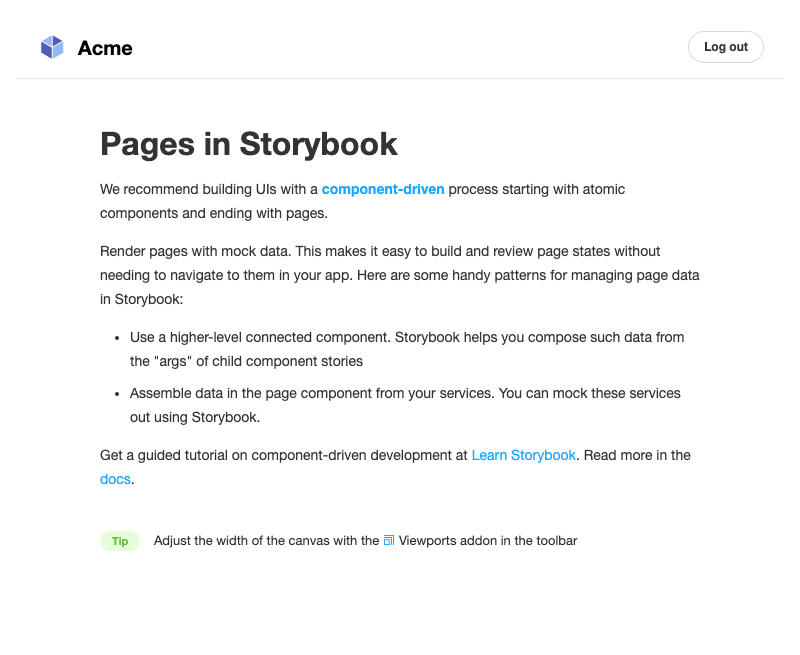 Acme
Log out
Pages in Storybook
We recommend building UIs with a component-driven process starting with atomic
components and ending with pages.
Render pages with mock data. This makes it easy to build and review page states without
needing to navigate to them in your app. Here are some handy patterns for managing page data
in Storybook:
• Use a higher-level connected component. Storybook helps you compose such data from
the "args" of child component stories
• Assemble data in the page component from your services. You can mock these services
out using Storybook.
Get a guided tutorial on component-driven development at Learn Storybook. Read more in the
docs.
Tip Adjust the width of the canvas with the Viewports addon in the toolbar